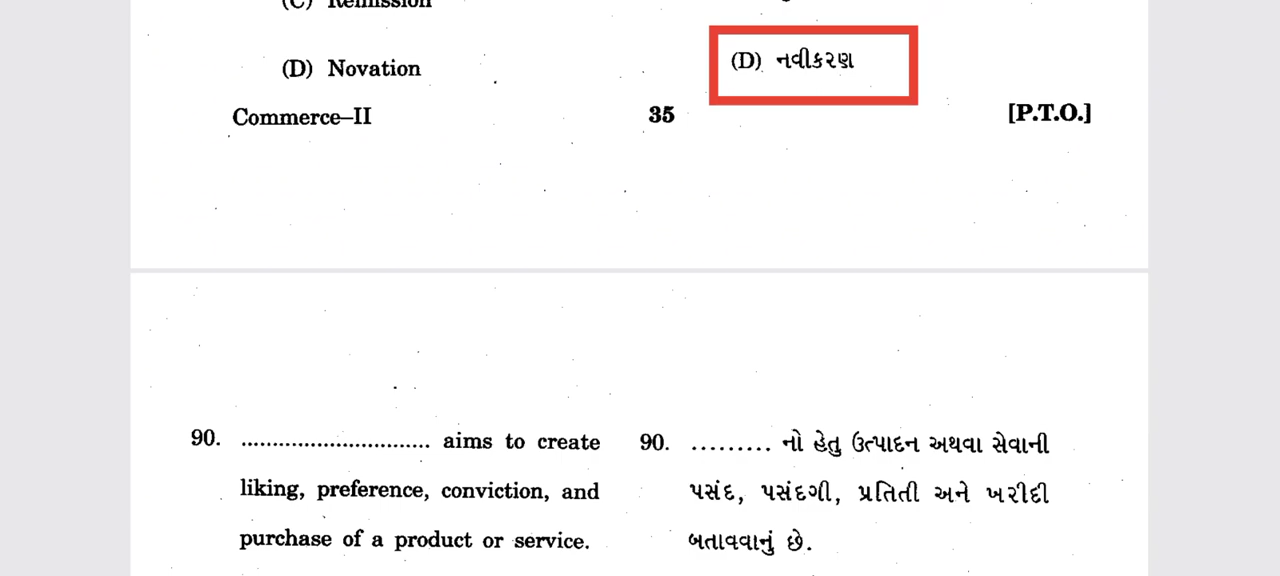 (C) Remission
(D) Novation
(D) નવીકરણ
Commerce–II
35
[P.T.O.]
90. .............................. aims to create
liking, preference, conviction, and
purchase of a product or service.
90. ......... નો હેતુ ઉત્પાદન અથવા સેવાની
પસંદ, પસંદગી, પ્રતિતી અને ખરીદી
બતાવવાનું છે.